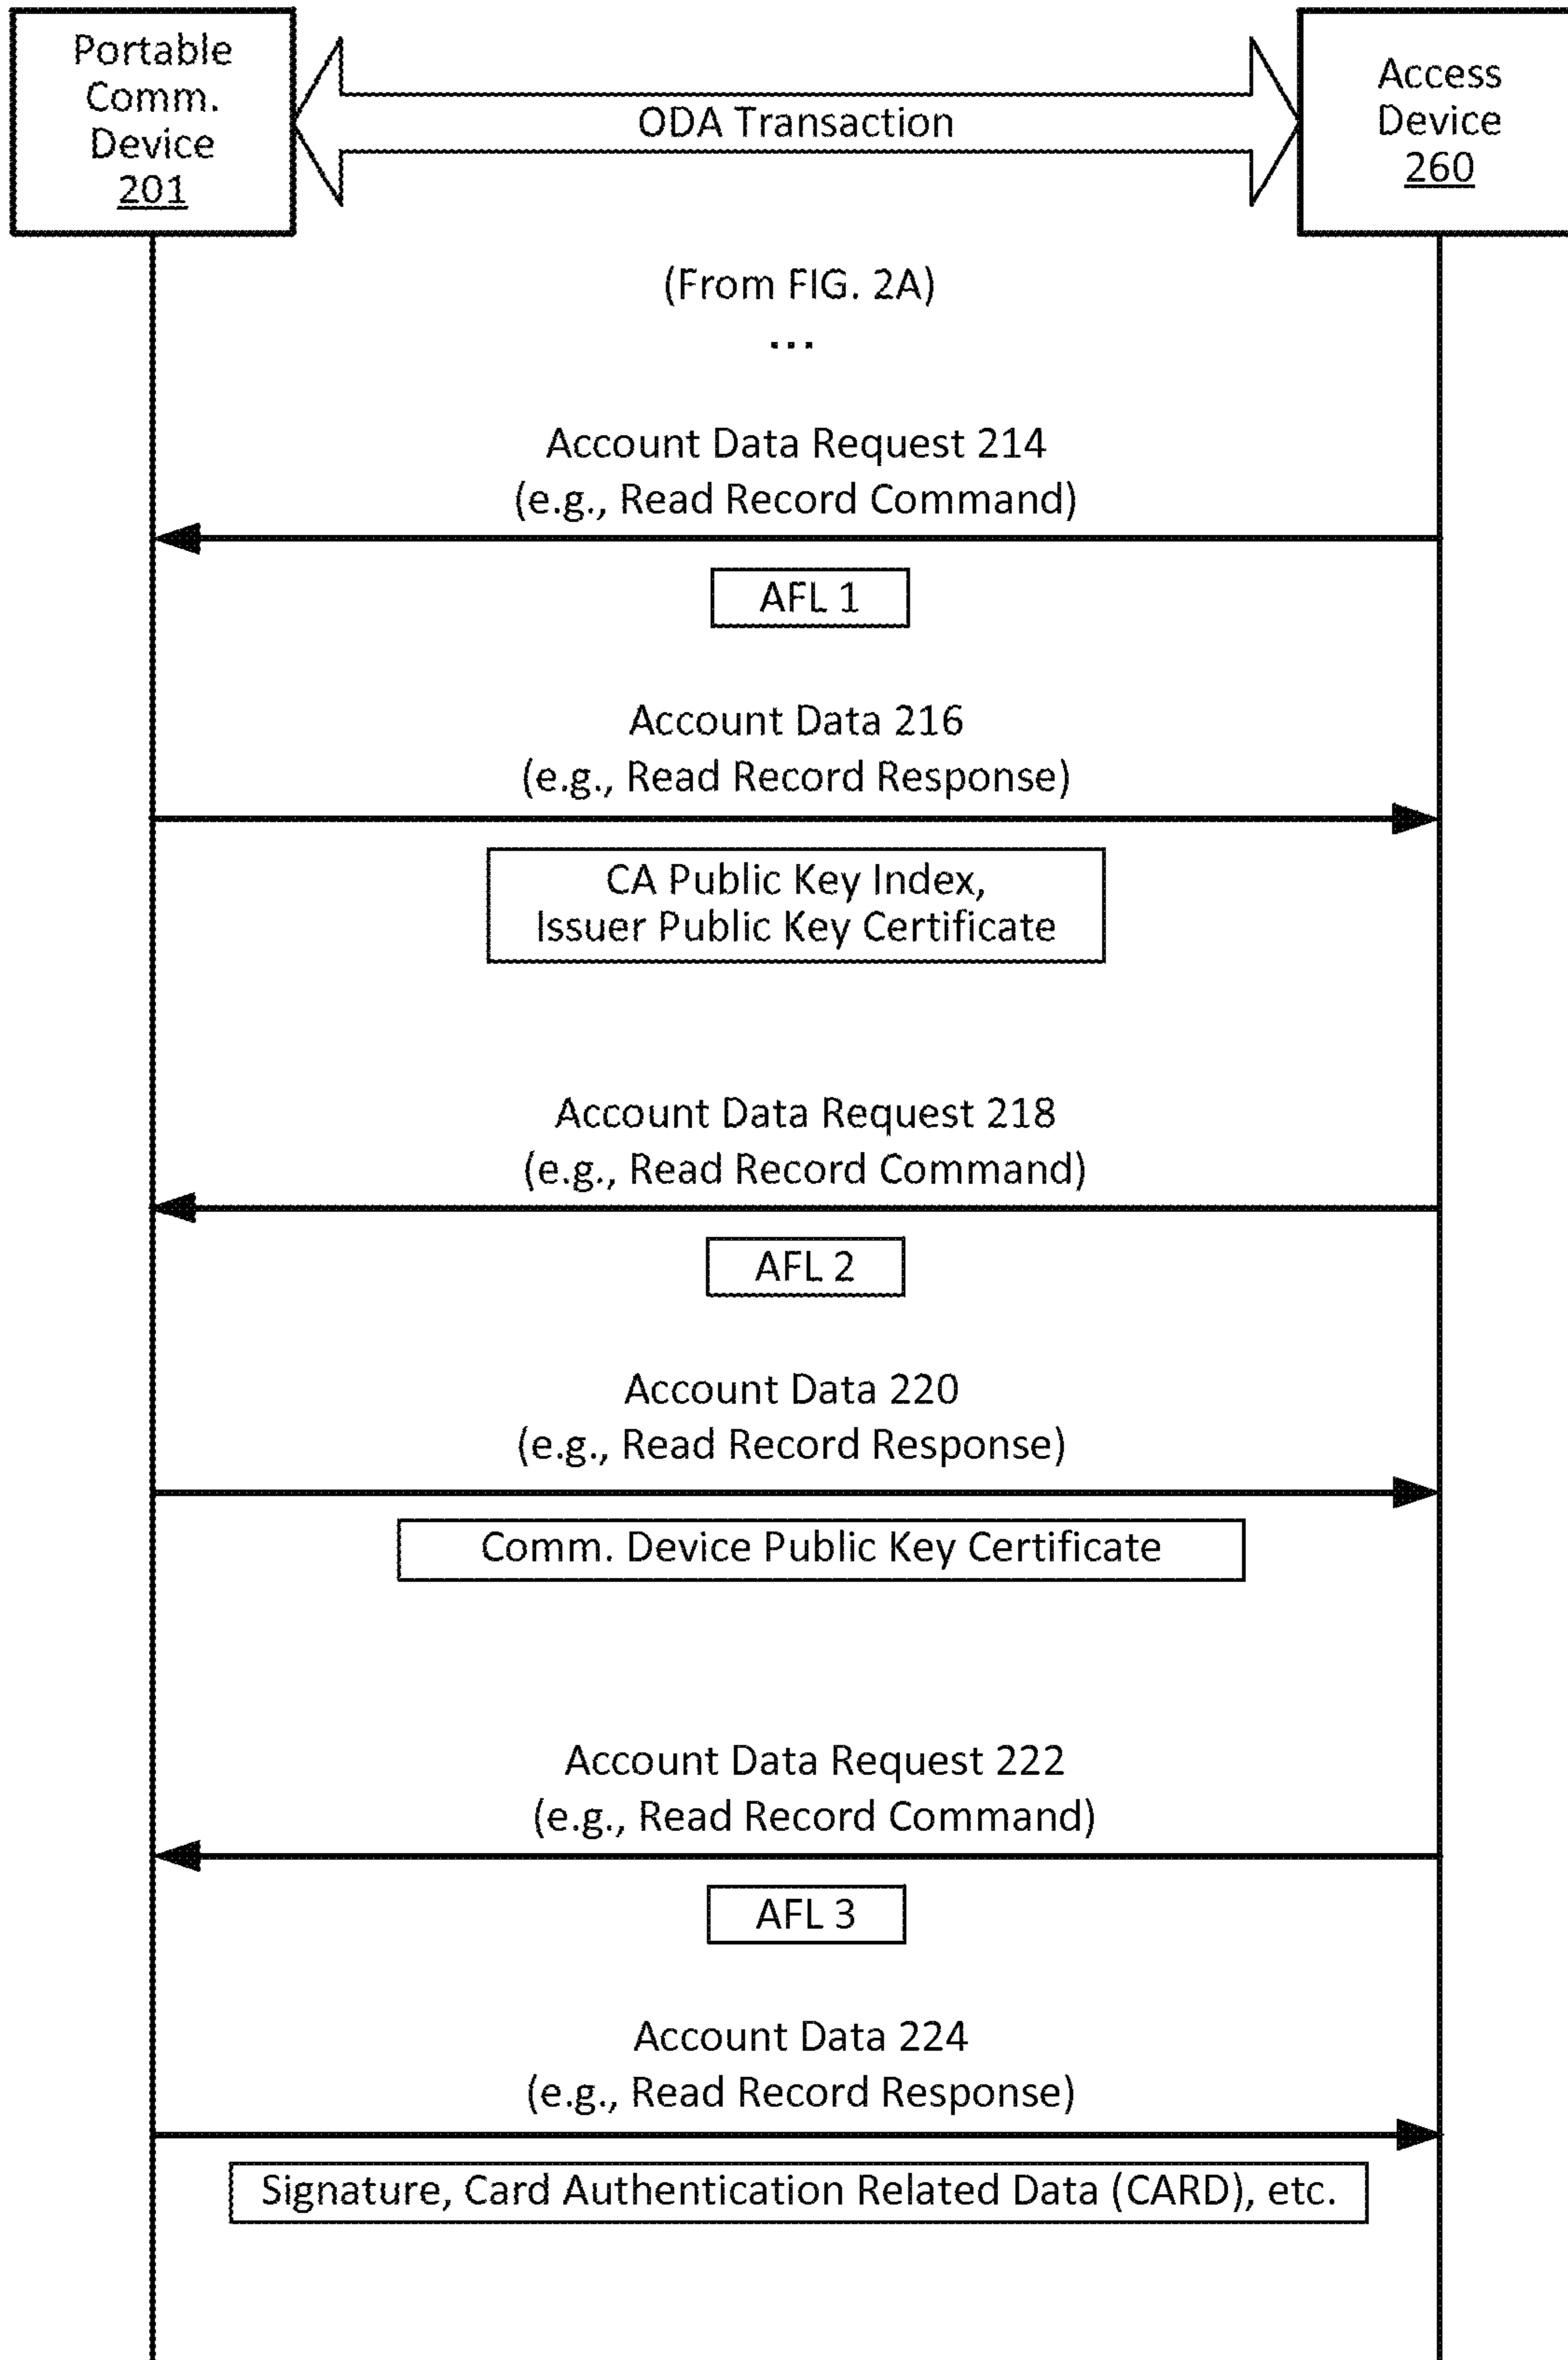 Portable
Comm.
Device
201
ODA Transaction
Access
Device
260
(From FIG. 2A)
...
Account Data Request 214
(e.g., Read Record Command)
AFL 1
Account Data 216
(e.g., Read Record Response)
CA Public Key Index,
Issuer Public Key Certificate
Account Data Request 218
(e.g., Read Record Command)
AFL 2
Account Data 220
(e.g., Read Record Response)
Comm. Device Public Key Certificate
Account Data Request 222
(e.g., Read Record Command)
AFL 3
Account Data 224
(e.g., Read Record Response)
Signature, Card Authentication Related Data (CARD), etc.